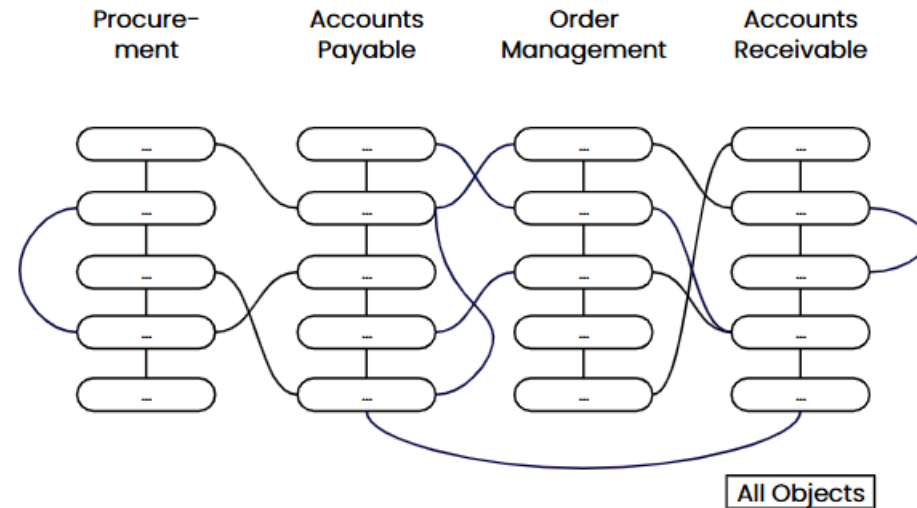 Procure-
ment
Accounts
Payable
Order
Management
Accounts
Receivable
... ... ... ...
... ... ... ...
... ... ... ...
... ... ... ...
... ... ... ...
All Objects